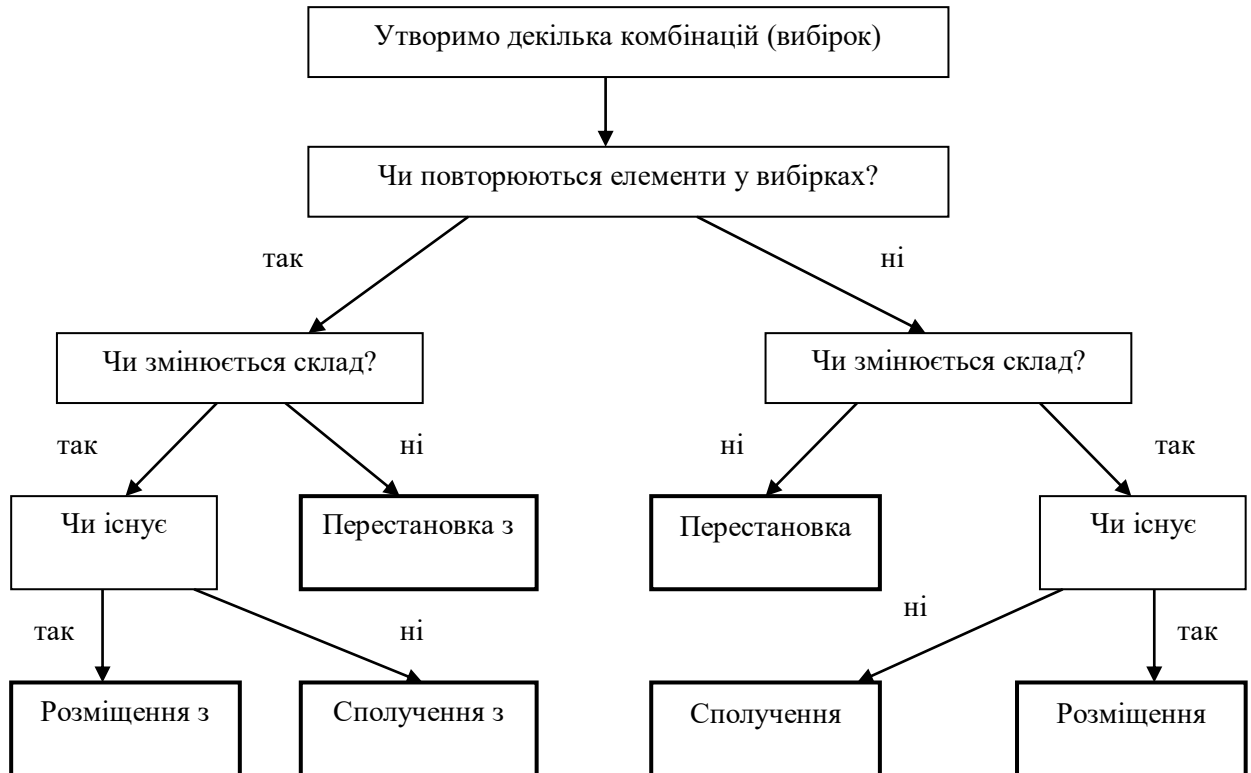 Утворимо декілька комбінацій (вибірок)
Чи повторюються елементи у вибірках?
так
ні
Чи змінюється склад?
Чи змінюється склад?
так
ні
ні
так
Чи існує
Перестановка з
Перестановка
Чи існує
так
ні
ні
так
Розміщення з
Сполучення з
Сполучення
Розміщення